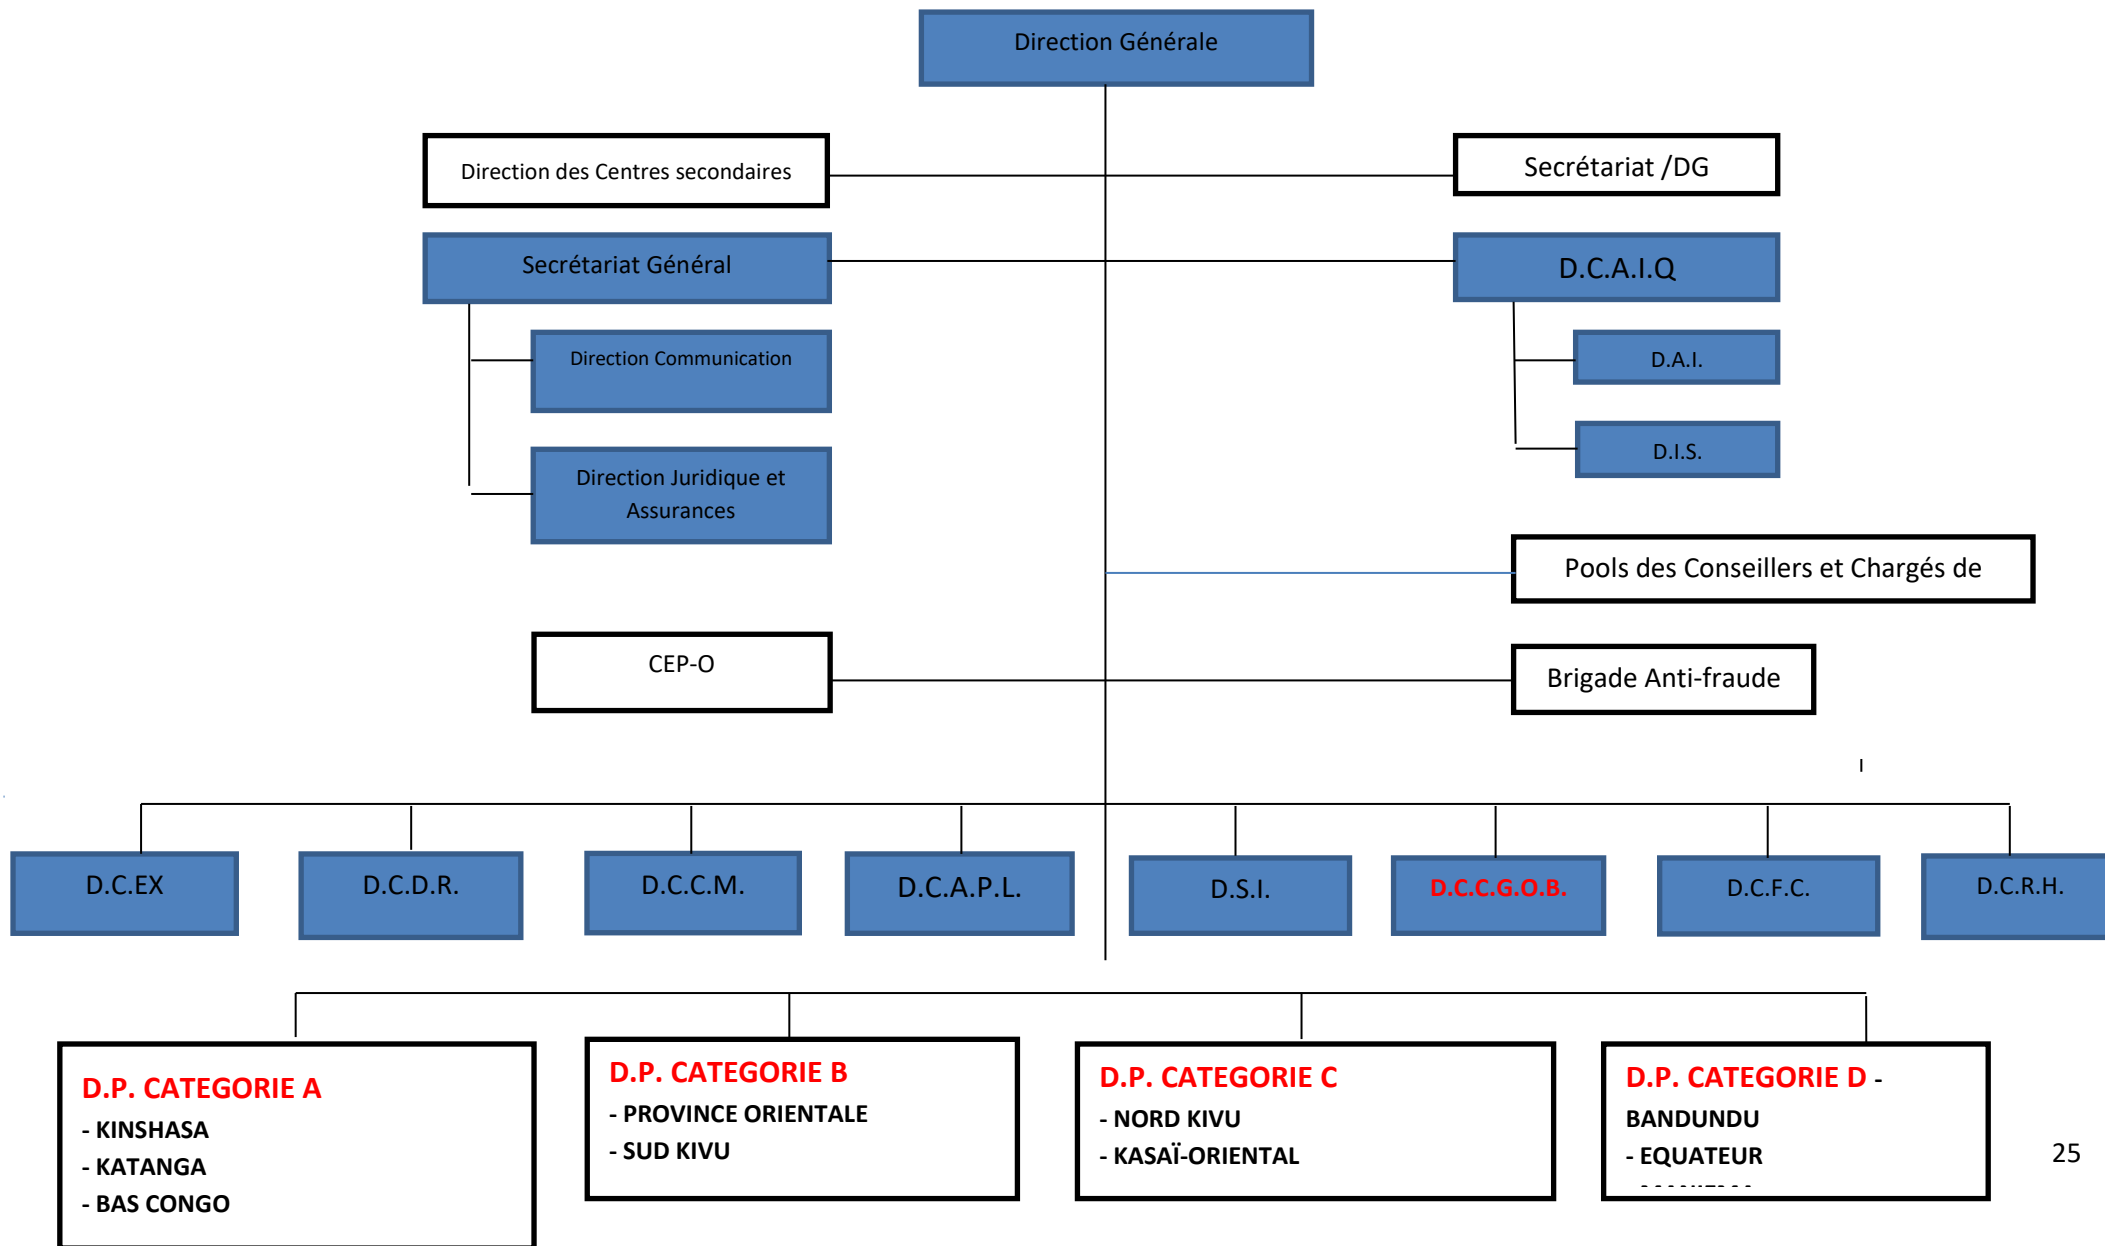 Direction Générale
Direction des Centres secondaires
Secrétariat /DG
Secrétariat Général
D.C.A.I.Q
Direction Communication
D.A.I.
D.I.S.
Direction Juridique et
Assurances
Pools des Conseillers et Chargés de
CEP-O
Brigade Anti-fraude
D.C.EX
D.C.D.R.
D.C.C.M.
D.C.A.P.L.
D.S.I.
D.C.C.G.O.B.
D.C.F.C.
D.C.R.H.
D.P. CATEGORIE A
- KINSHASA
- KATANGA
- BAS CONGO
D.P. CATEGORIE B
- PROVINCE ORIENTALE
- SUD KIVU
D.P. CATEGORIE C
- NORD KIVU
- KASAÏ-ORIENTAL
D.P. CATEGORIE D -
BANDUNDU
- EQUATEUR
25